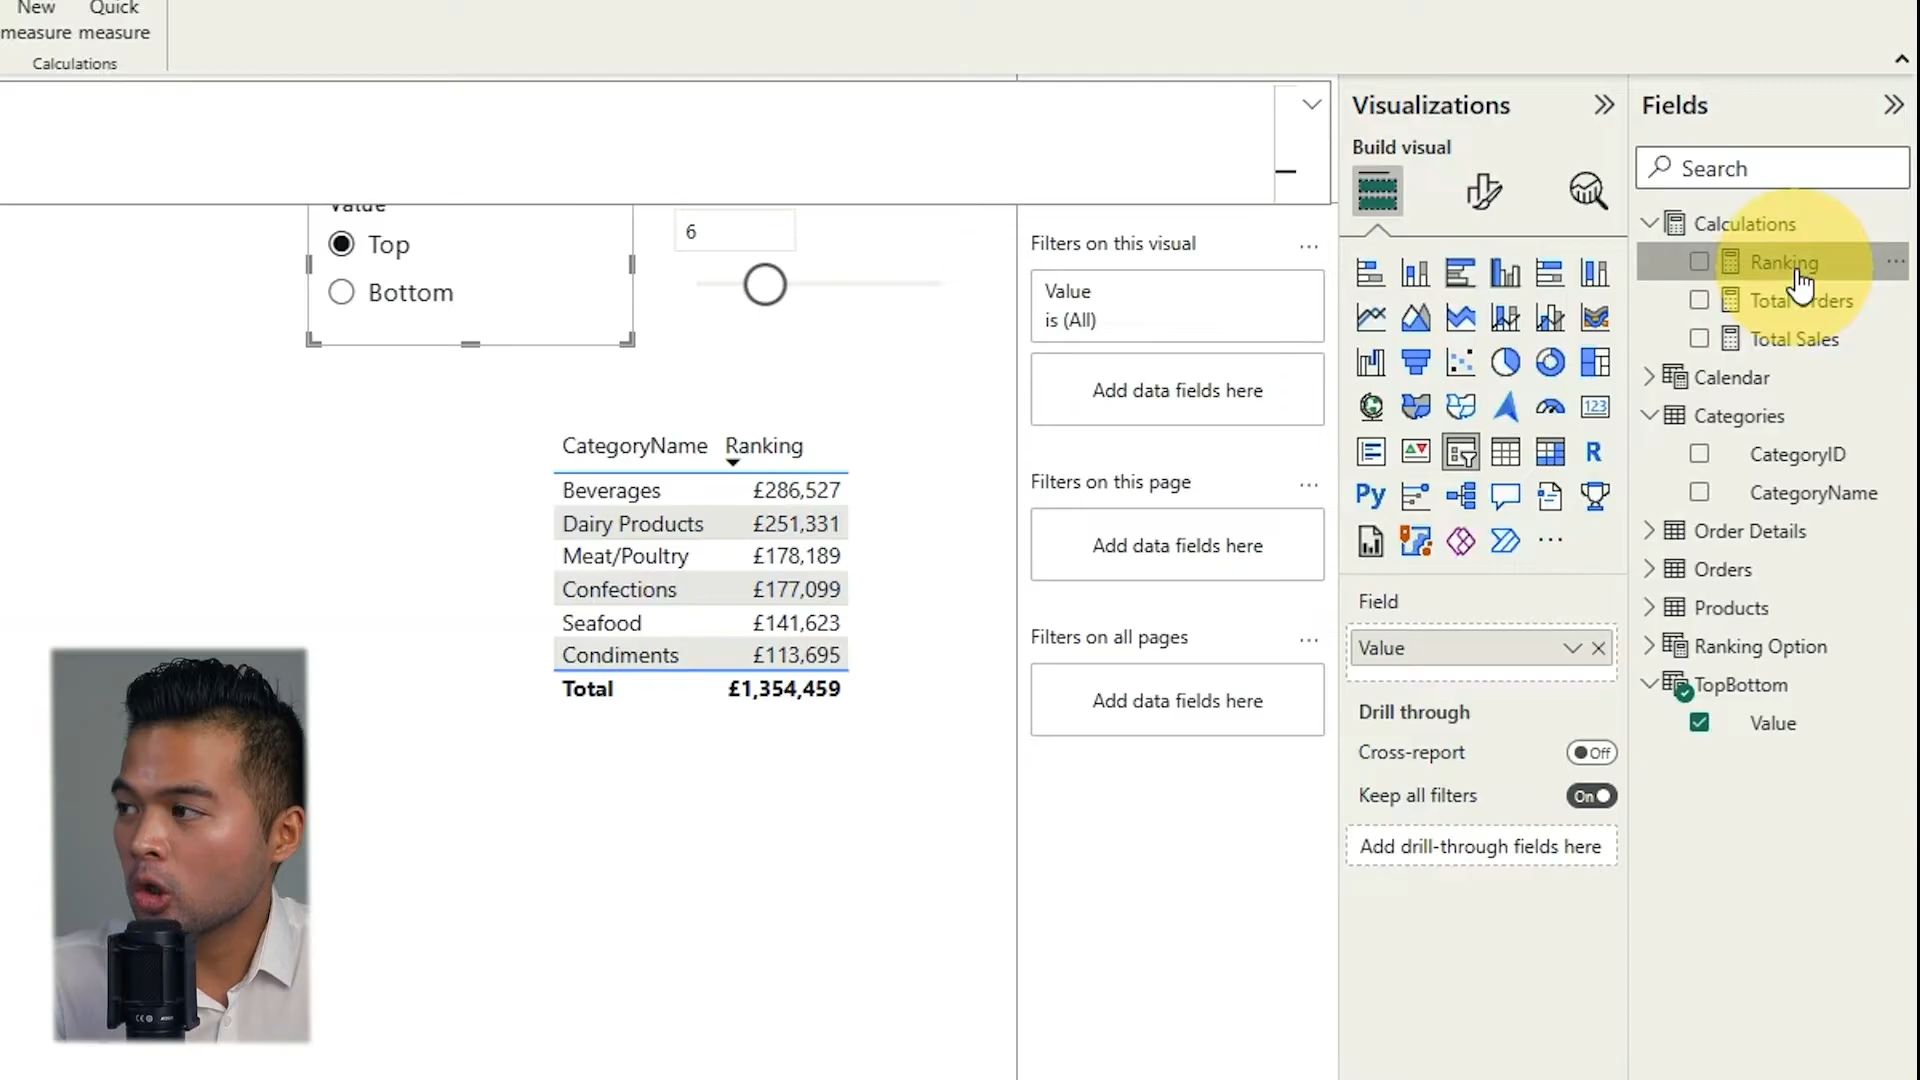 New
measure
Quick
measure
Calculations
Value
Top
Bottom
6
CategoryName Ranking
Beverages £286,527
Dairy Products £251,331
Meat/Poultry £178,189
Confections £177,099
Seafood £141,623
Condiments £113,695
Total £1,354,459
Filters on this visual ...
Value
is (All)
Add data fields here
Filters on this page ...
Add data fields here
Filters on all pages ...
Add data fields here
Visualizations
Build visual
123
R
Py
...
Field
Value
Drill through
Cross-report Off
Keep all filters On
Add drill-through fields here
Fields
Search
Calculations
Ranking ...
Total Orders
Total Sales
Calendar
Categories
CategoryID
CategoryName
Order Details
Orders
Products
Ranking Option
TopBottom
Value